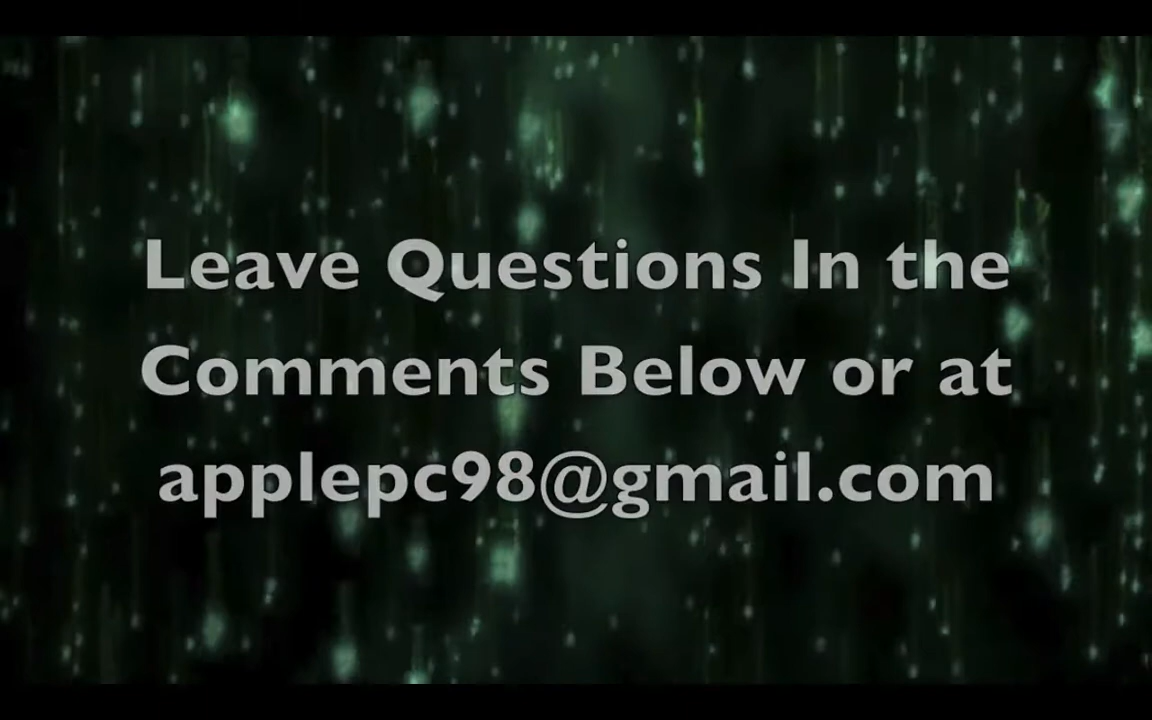 Leave Questions In the
Comments Below or at
applepc98@gmail.com